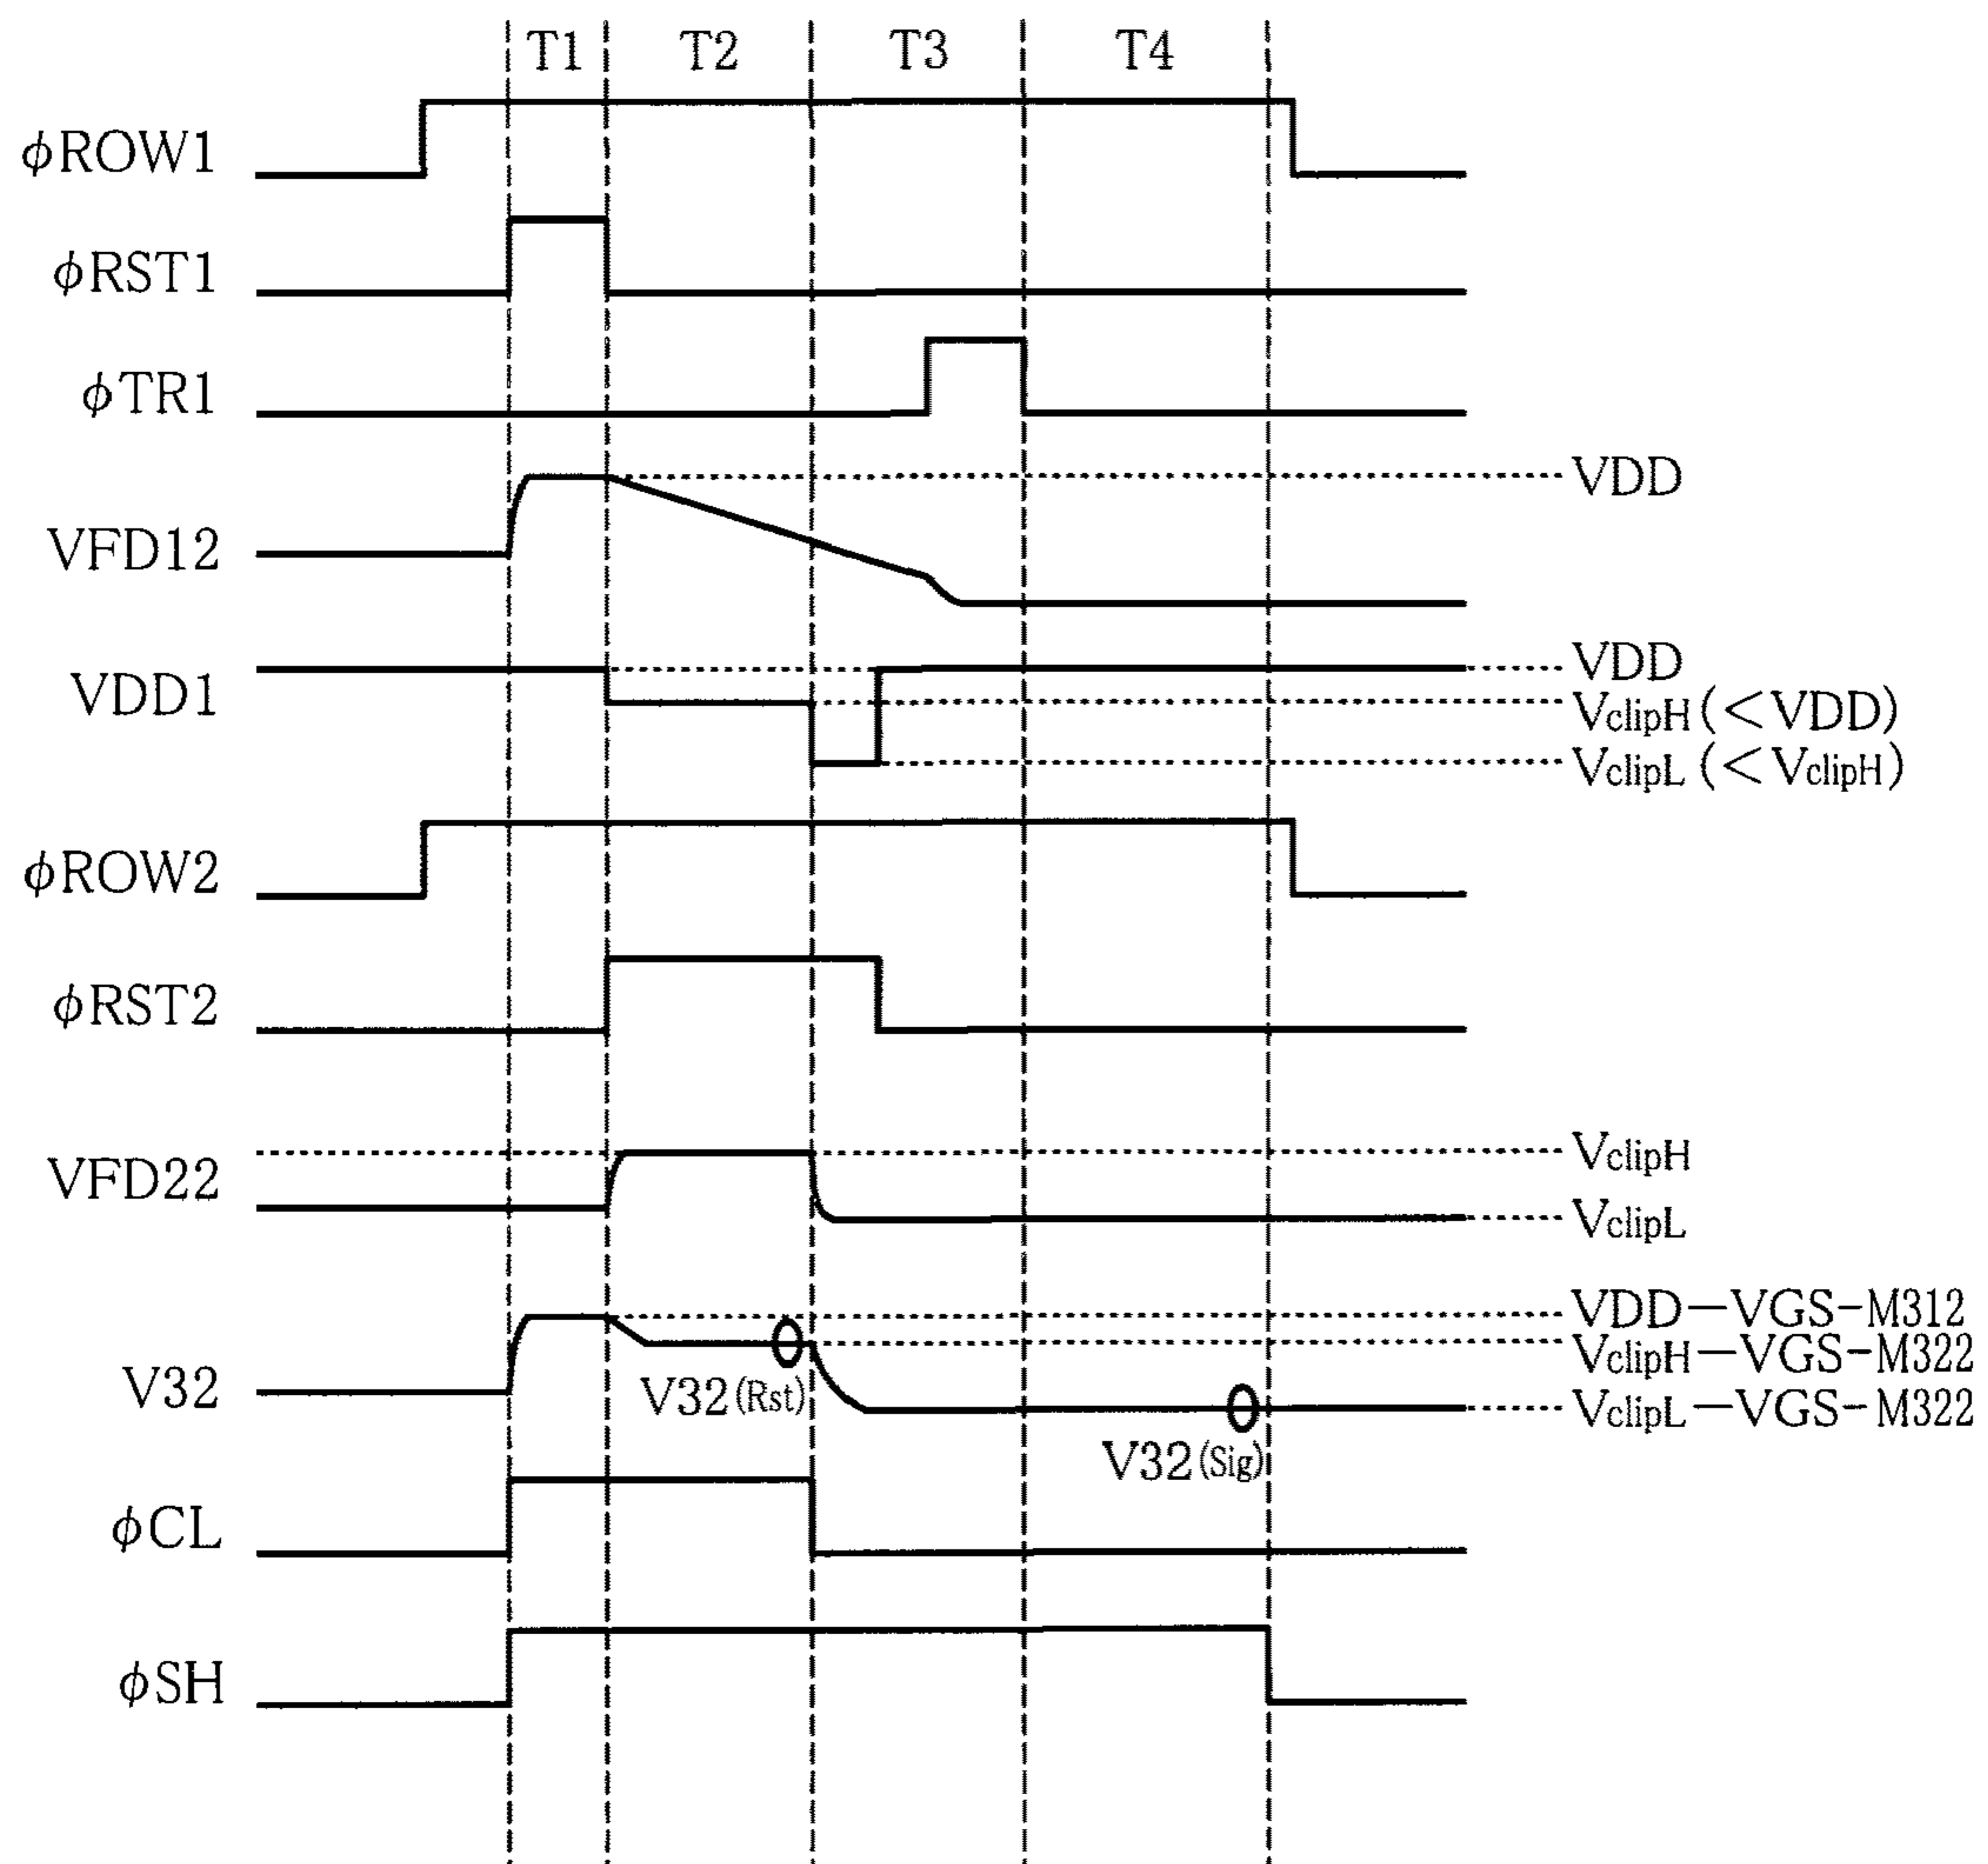 T1 T2 T3 T4
φROW1
φRST1
φTR1
VDD
VFD12
VDD
VDD1
VclipH(<VDD)
VclipL(<VclipH)
φROW2
φRST2
VclipH
VFD22
VclipL
VDD-VGS-M312
VclipH-VGS-M322
V32
V32(Rst)
VclipL-VGS-M322
V32(Sig)
φCL
φSH